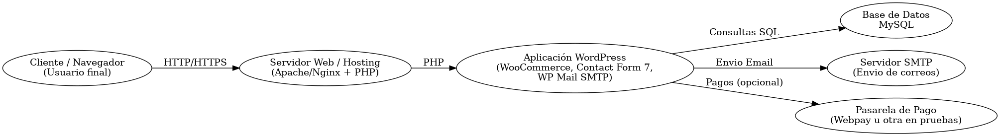 Cliente / Navegador
(Usuario final)
HTTP/HTTPS
Servidor Web / Hosting
(Apache/Nginx + PHP)
PHP
Aplicación WordPress
(WooCommerce, Contact Form 7,
WP Mail SMTP)
Consultas SQL
Base de Datos
MySQL
Envio Email
Servidor SMTP
(Envio de correos)
Pagos (opcional)
Pasarela de Pago
(Webpay u otra en pruebas)